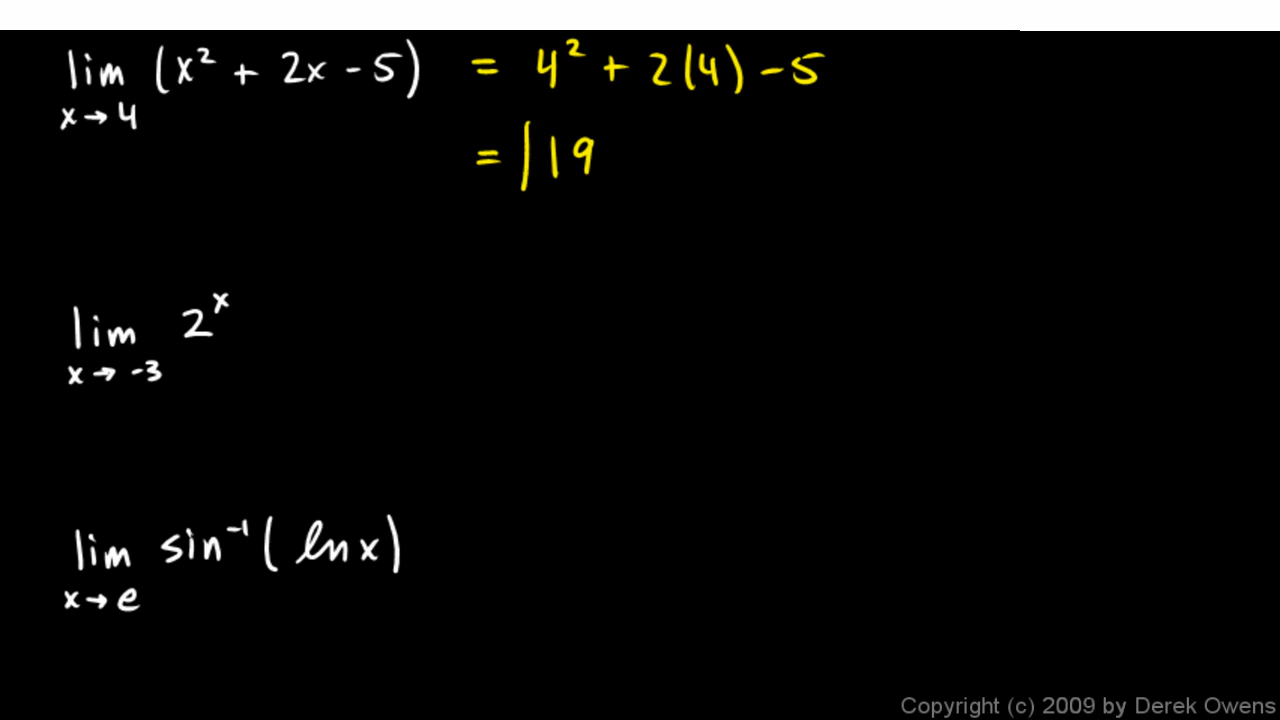 lim (x² + 2x - 5) = 4² + 2(4) - 5
x → 4
= | 19
lim 2ˣ
x → -3
lim sin⁻¹( ln x)
x → e
Copyright (c) 2009 by Derek Owens